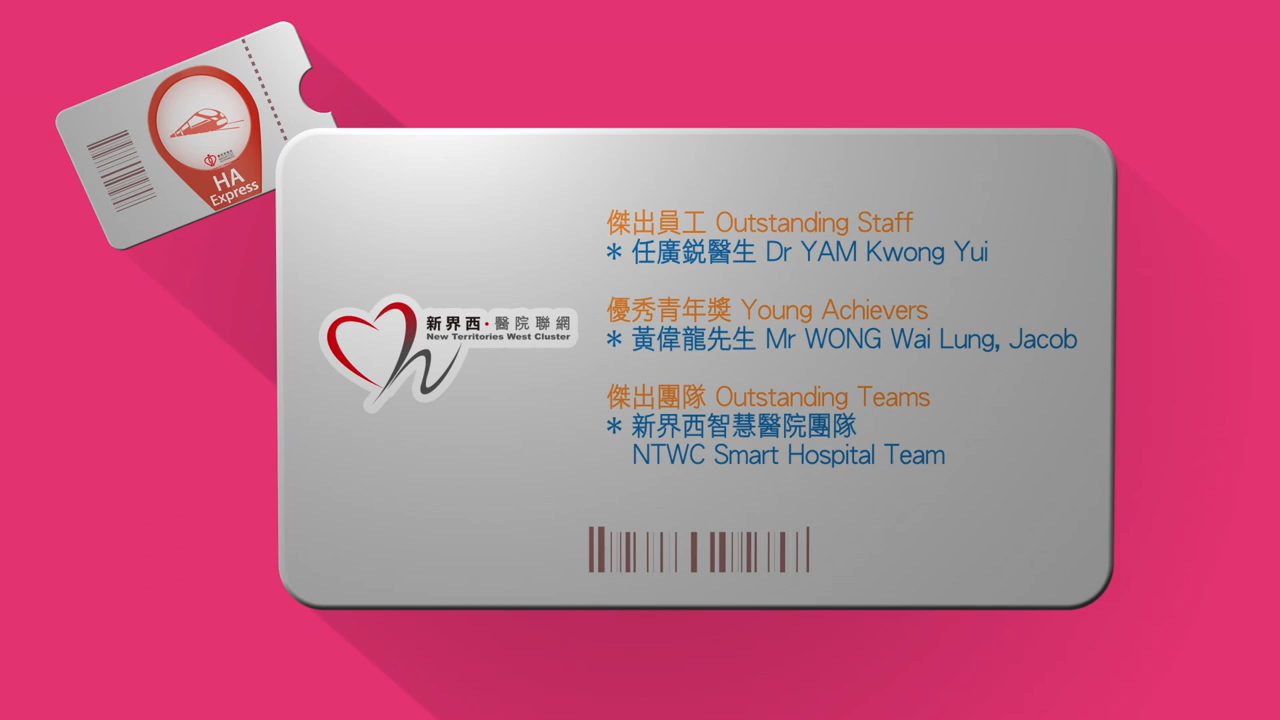 HA
Express
新界西·醫院聯網
New Territories West Cluster
傑出員工 Outstanding Staff
* 任廣鋭醫生 Dr YAM Kwong Yui
優秀青年獎 Young Achievers
* 黃偉龍先生 Mr WONG Wai Lung, Jacob
傑出團隊 Outstanding Teams
* 新界西智慧醫院團隊
NTWC Smart Hospital Team